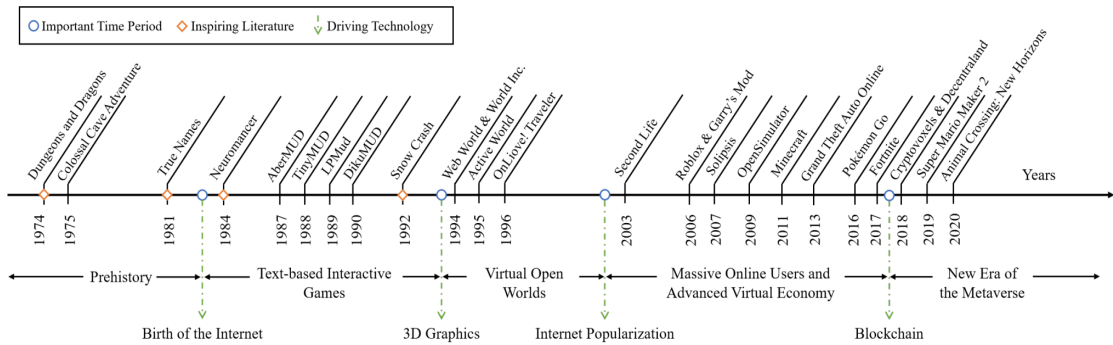 Important Time Period
Inspiring Literature
Driving Technology
Dungeons and Dragons
Colossal Cave Adventure
True Names
Neuromancer
AberMUD
TinyMUD
LPMud
DikuMUD
Snow Crash
Web World & World Inc.
Active World
OnLiove! Traveler
Second Life
Roblox & Garry's Mod
Solipsis
OpenSimulator
Minecraft
Grand Theft Auto Online
Pokémon Go
Fortnite
Cryptovoxels & Decentraland
Super Mario Maker 2
Animal Crossing: New Horizons
Years
1974
1975
1981
1984
1987
1988
1989
1990
1992
1994
1995
1996
2003
2006
2007
2009
2011
2013
2016
2017
2018
2019
2020
Prehistory
Text-based Interactive
Games
Virtual Open
Worlds
Massive Online Users and
Advanced Virtual Economy
New Era of
the Metaverse
Birth of the Internet
3D Graphics
Internet Popularization
Blockchain